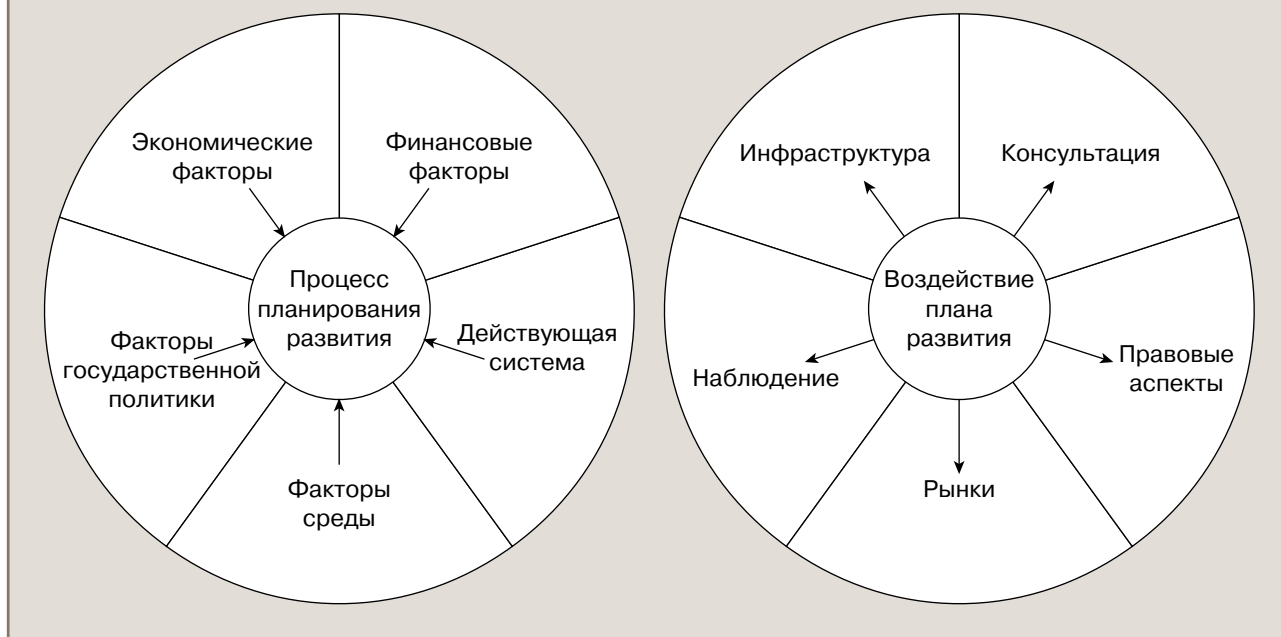 Экономические
факторы
Финансовые
факторы
Процесс
планирования
развития
Факторы
государственной
политики
Действующая
система
Факторы
среды
Инфраструктура
Консультация
Воздействие
плана
развития
Наблюдение
Правовые
аспекты
Рынки